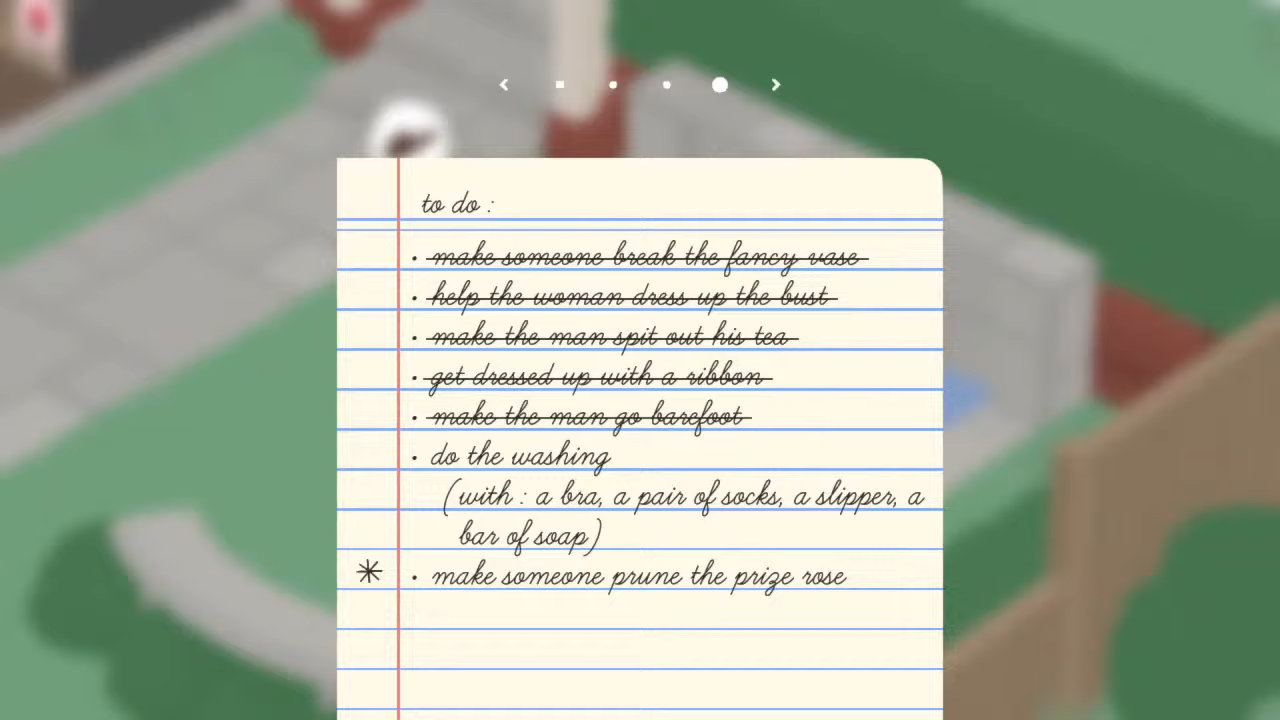 to do :
• make someone break the fancy vase
• help the woman dress up the bust
• make the man spit out his tea
• get dressed up with a ribbon
• make the man go barefoot
• do the washing
(with : a bra, a pair of socks, a slipper, a
bar of soap)
• make someone prune the prize rose